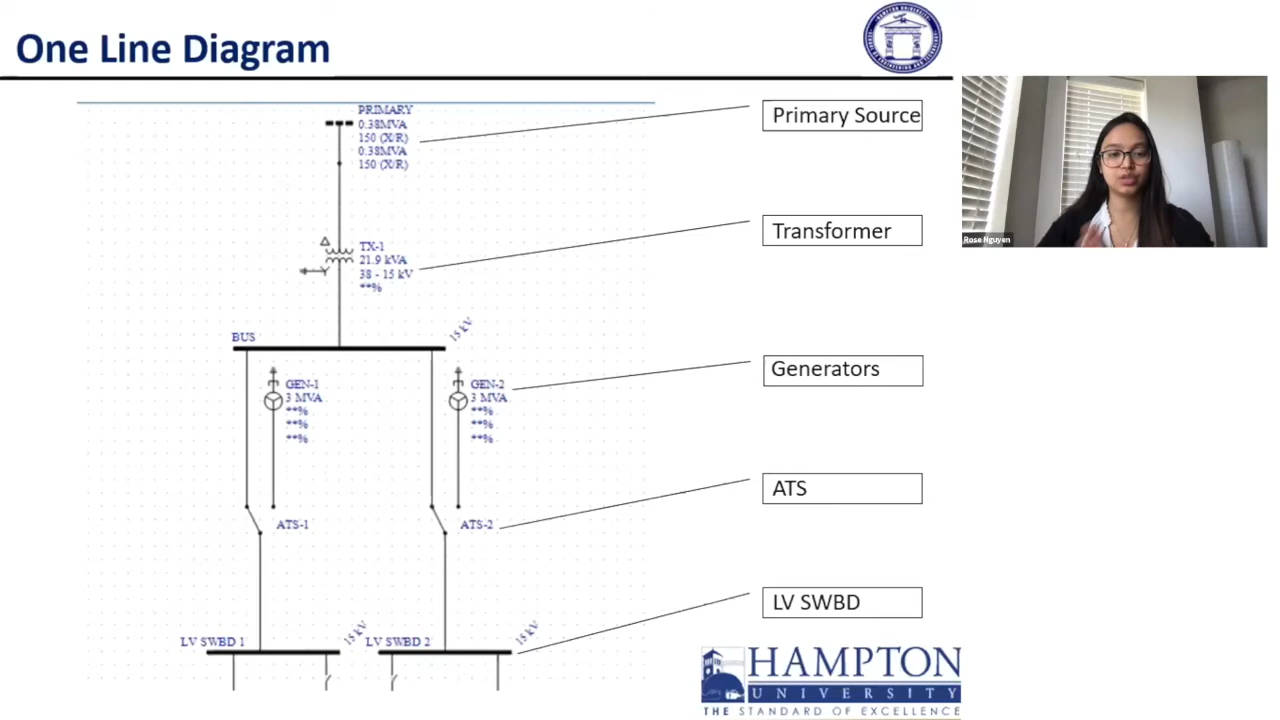 One Line Diagram
PRIMARY
0.38MVA
150 (X/R)
0.38MVA
150 (X/R)
Primary Source
TX-1
21.9 kVA
38 - 15 kV
**%
Transformer
Rose Nguyen
BUS
15 kV
GEN-1
3 MVA
**%
**%
**%
GEN-2
3 MVA
**%
**%
**%
Generators
ATS-1
ATS-2
ATS
LV SWBD 1
15 kV
LV SWBD 2
15 kV
LV SWBD
HAMPTON
UNIVERSITY
THE STANDARD OF EXCELLENCE